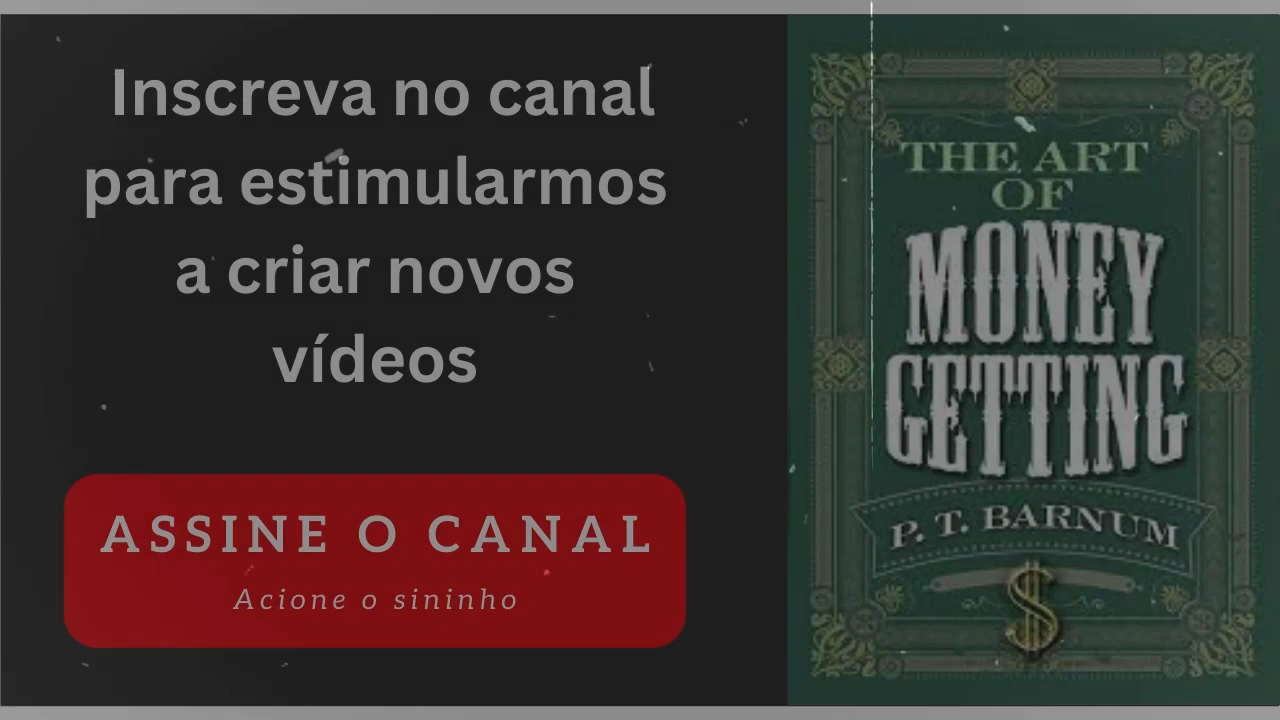 Inscreva no canal
para estimularmos
a criar novos
vídeos
ASSINE O CANAL
Acione o sininho
THE ART
OF
MONEY
GETTING
P. T. BARNUM
$